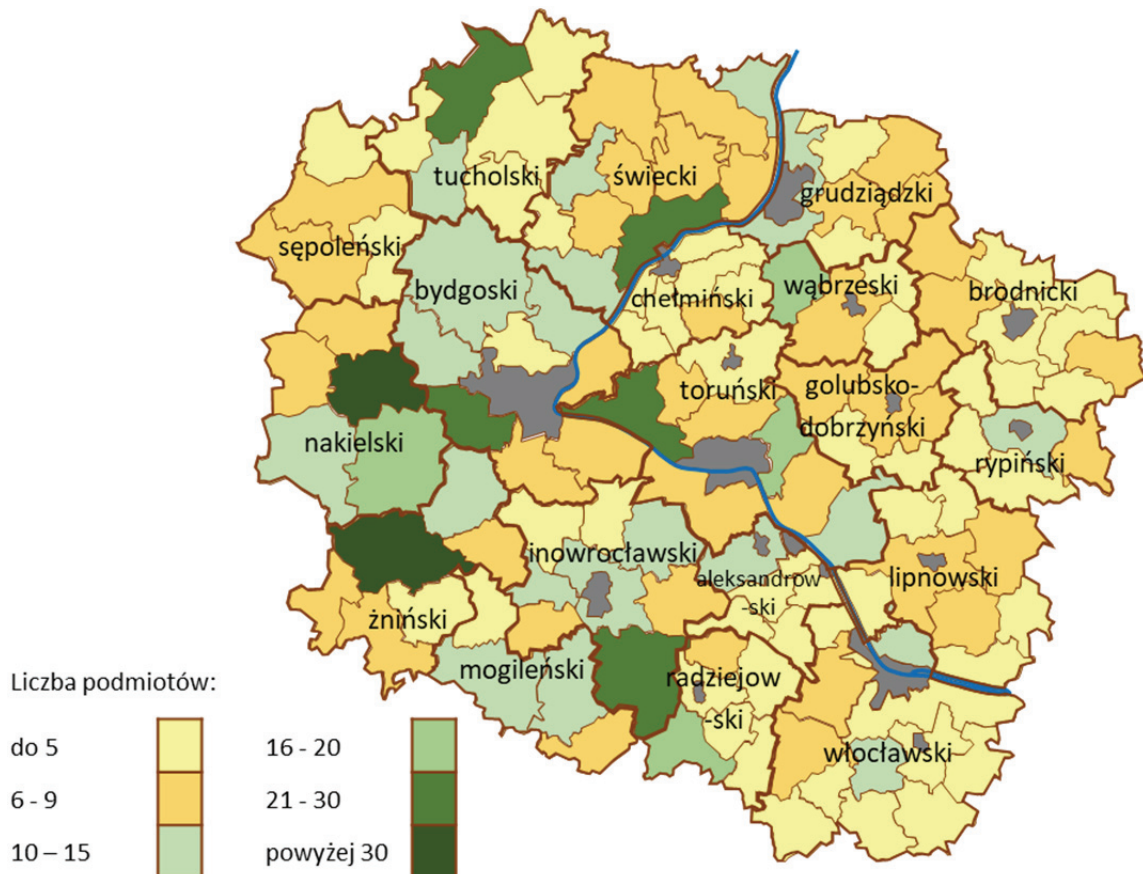 tucholski
świecki
grudziądzki
sępoleński
bydgoski
chełmiński
wąbrzeski
brodnicki
toruński
golubsko-
dobrzyński
nakielski
rypiński
inowrocławski
aleksandrow
-ski
lipnowski
żniński
mogileński
radziejow
-ski
włocławski
Liczba podmiotów:
do 5
16 - 20
6 - 9
21 - 30
10 – 15
powyżej 30